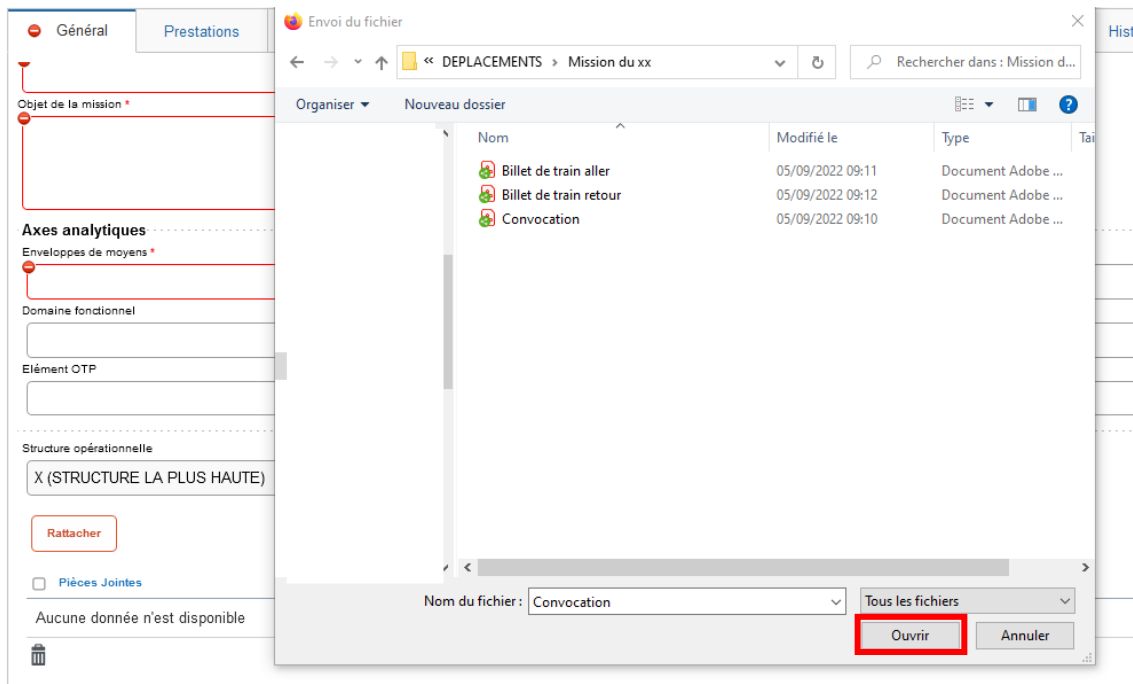 Général
Prestations
Hist
Objet de la mission *
Axes analytiques
Enveloppes de moyens *
Domaine fonctionnel
Elément OTP
Structure opérationnelle
X (STRUCTURE LA PLUS HAUTE)
Rattacher
Pièces Jointes
Aucune donnée n'est disponible
Envoi du fichier
« DEPLACEMENTS > Mission du xx
Rechercher dans : Mission d...
Organiser
Nouveau dossier
?
Nom Modifié le Type Tai
Billet de train aller 05/09/2022 09:11 Document Adobe ...
Billet de train retour 05/09/2022 09:12 Document Adobe ...
Convocation 05/09/2022 09:10 Document Adobe ...
Nom du fichier : Convocation
Tous les fichiers
Ouvrir
Annuler